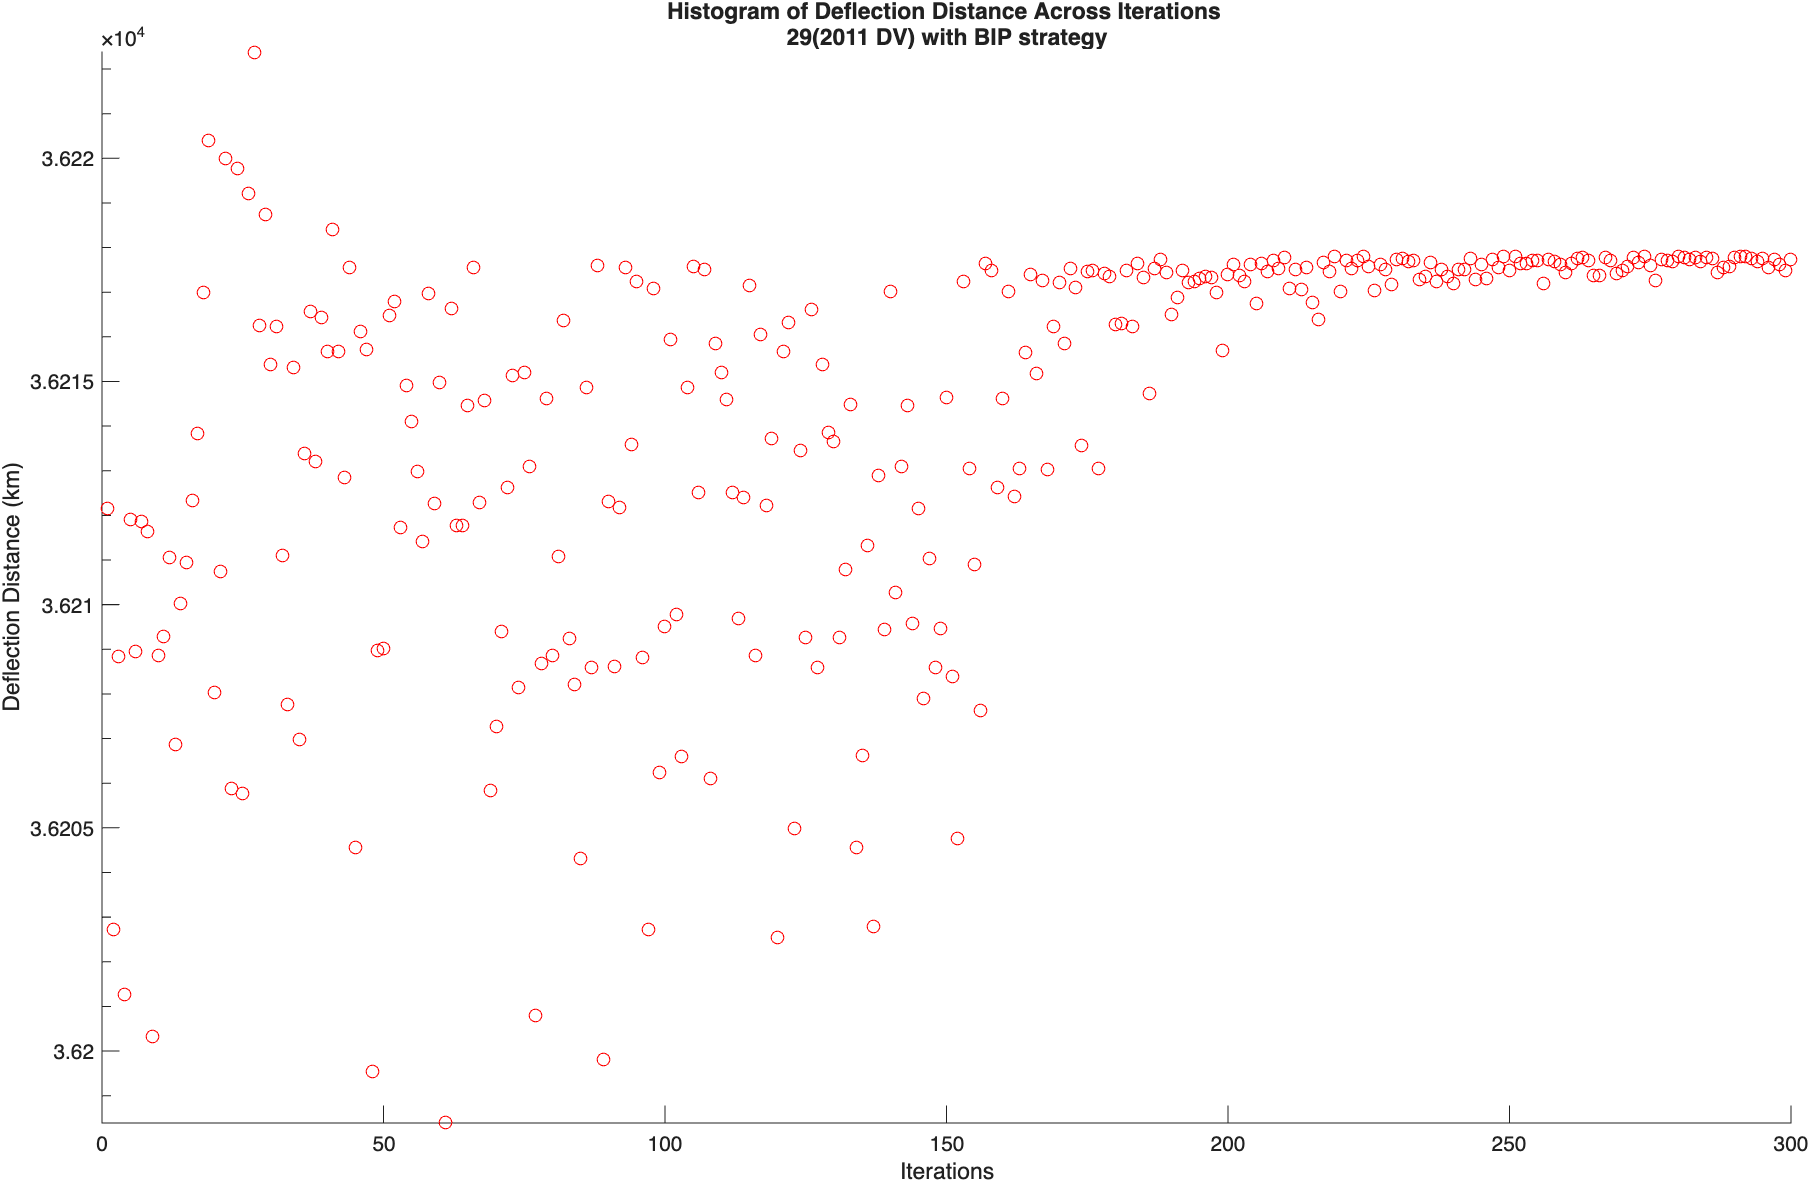 Histogram of Deflection Distance Across Iterations
29(2011 DV) with BIP strategy
×10⁴
3.622
3.6215
3.621
3.6205
3.62
Deflection Distance (km)
0 50 100 150 200 250 300
Iterations